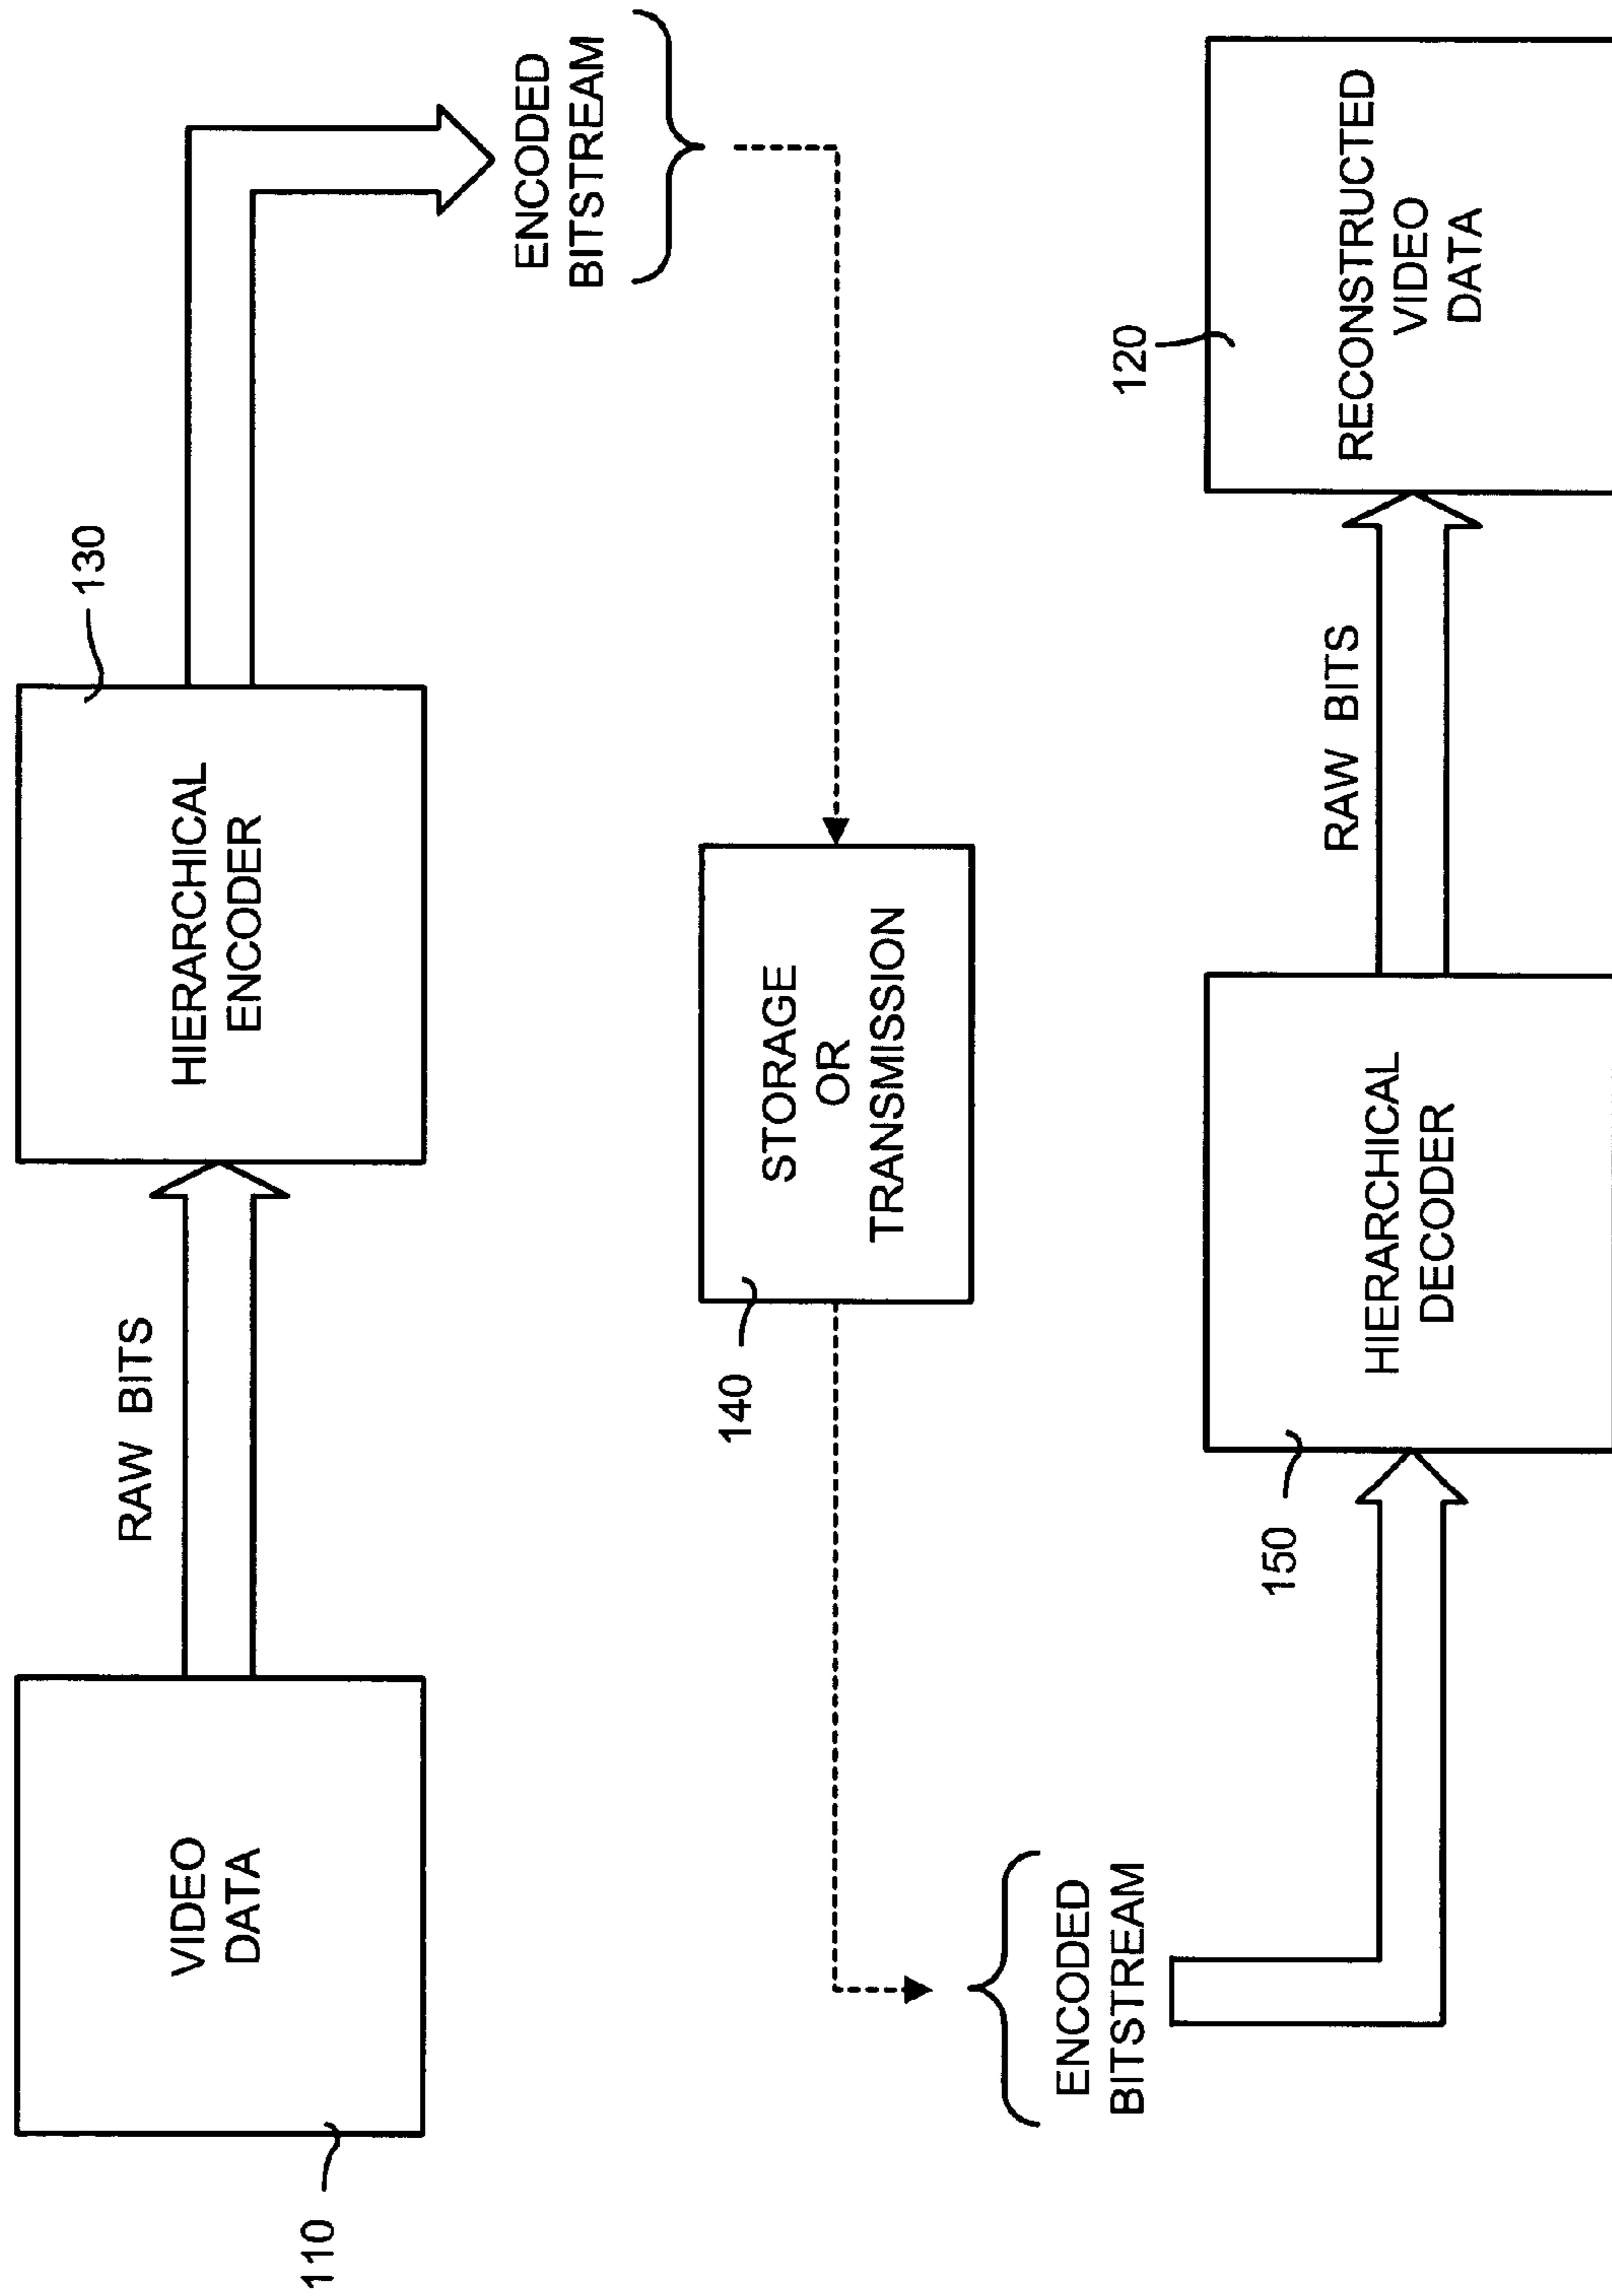 110
VIDEO
DATA
RAW BITS
130
HIERARCHICAL
ENCODER
ENCODED
BITSTREAM
140
STORAGE
OR
TRANSMISSION
ENCODED
BITSTREAM
150
HIERARCHICAL
DECODER
RAW BITS
120
RECONSTRUCTED
VIDEO
DATA